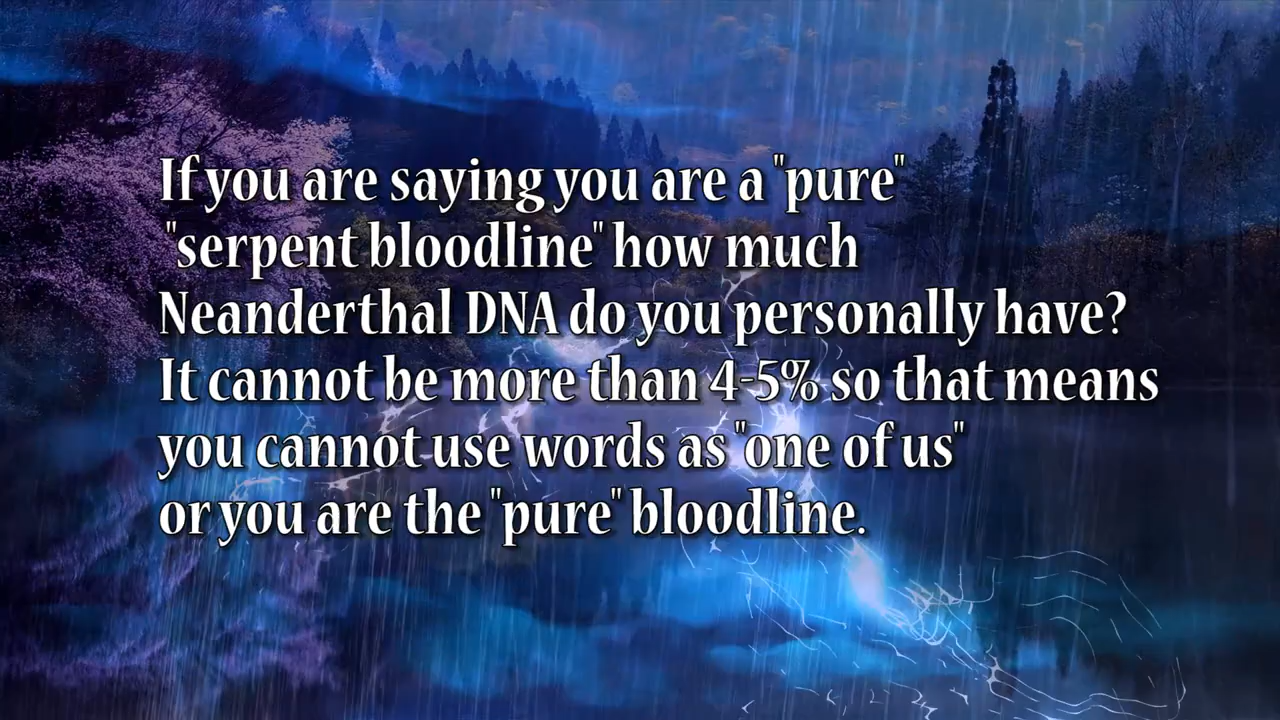 If you are saying you are a "pure"
"serpent bloodline" how much
Neanderthal DNA do you personally have?
It cannot be more than 4-5% so that means
you cannot use words as "one of us"
or you are the "pure" bloodline.